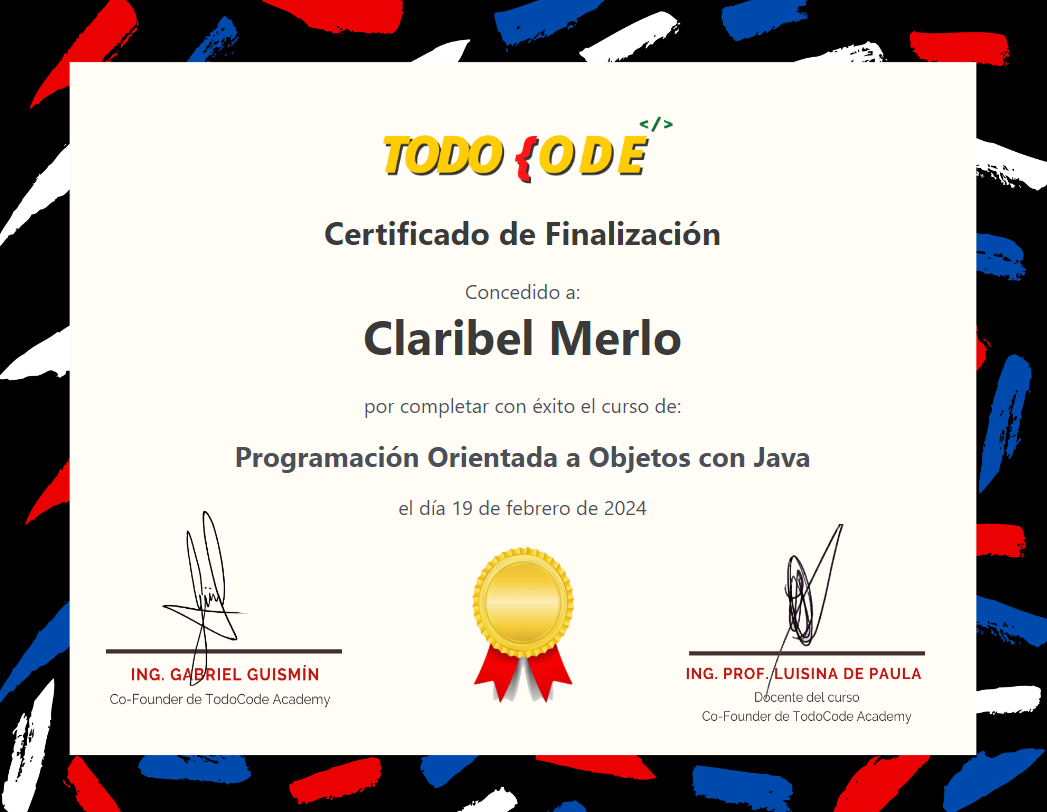 </>
TODO {ODE
Certificado de Finalización
Concedido a:
Claribel Merlo
por completar con éxito el curso de:
Programación Orientada a Objetos con Java
el día 19 de febrero de 2024
ING. GABRIEL GUISMÍN
Co-Founder de TodoCode Academy
ING. PROF. LUISINA DE PAULA
Docente del curso
Co-Founder de TodoCode Academy